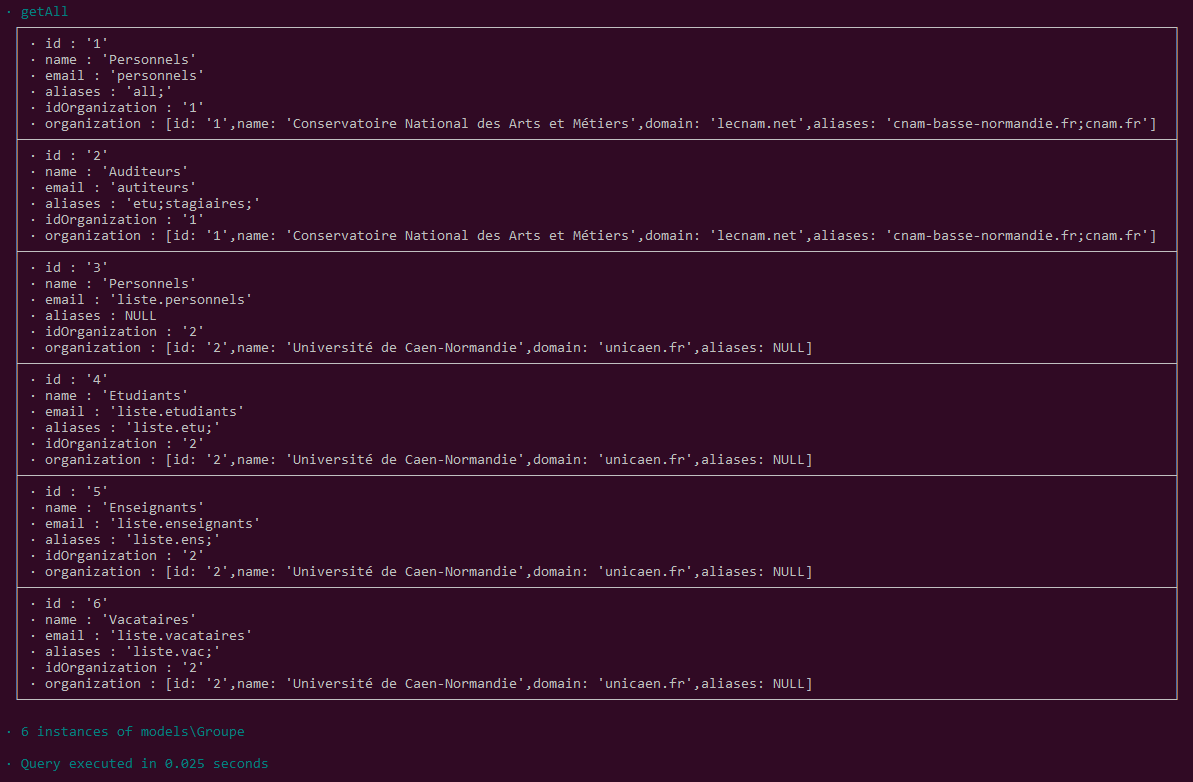 · getAll
· id : '1'
· name : 'Personnels'
· email : 'personnels'
· aliases : 'all;'
· idOrganization : '1'
· organization : [id: '1',name: 'Conservatoire National des Arts et Métiers',domain: 'lecnam.net',aliases: 'cnam-basse-normandie.fr;cnam.fr']
· id : '2'
· name : 'Auditeurs'
· email : 'autiteurs'
· aliases : 'etu;stagiaires;'
· idOrganization : '1'
· organization : [id: '1',name: 'Conservatoire National des Arts et Métiers',domain: 'lecnam.net',aliases: 'cnam-basse-normandie.fr;cnam.fr']
· id : '3'
· name : 'Personnels'
· email : 'liste.personnels'
· aliases : NULL
· idOrganization : '2'
· organization : [id: '2',name: 'Université de Caen-Normandie',domain: 'unicaen.fr',aliases: NULL]
· id : '4'
· name : 'Etudiants'
· email : 'liste.etudiants'
· aliases : 'liste.etu;'
· idOrganization : '2'
· organization : [id: '2',name: 'Université de Caen-Normandie',domain: 'unicaen.fr',aliases: NULL]
· id : '5'
· name : 'Enseignants'
· email : 'liste.enseignants'
· aliases : 'liste.ens;'
· idOrganization : '2'
· organization : [id: '2',name: 'Université de Caen-Normandie',domain: 'unicaen.fr',aliases: NULL]
· id : '6'
· name : 'Vacataires'
· email : 'liste.vacataires'
· aliases : 'liste.vac;'
· idOrganization : '2'
· organization : [id: '2',name: 'Université de Caen-Normandie',domain: 'unicaen.fr',aliases: NULL]
· 6 instances of models\Groupe
· Query executed in 0.025 seconds